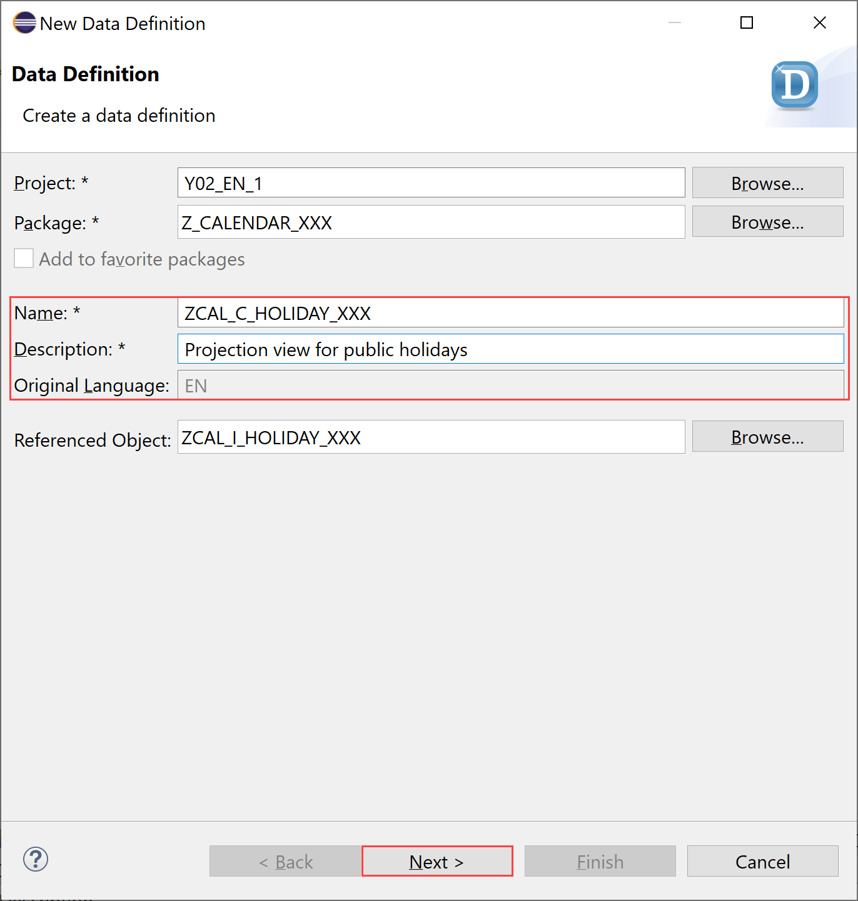 New Data Definition
Data Definition
D
Create a data definition
Project: * Y02_EN_1 Browse...
Package: * Z_CALENDAR_XXX Browse...
Add to favorite packages
Name: * ZCAL_C_HOLIDAY_XXX
Description: * Projection view for public holidays
Original Language: EN
Referenced Object: ZCAL_I_HOLIDAY_XXX Browse...
? < Back Next > Finish Cancel